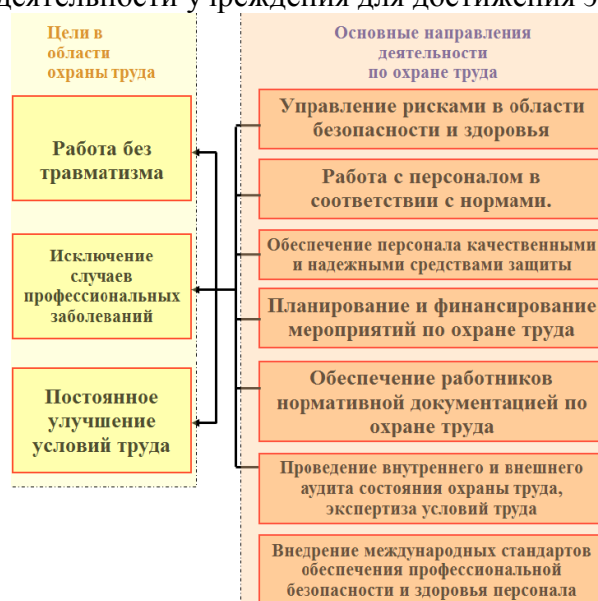 деятельности учреждения для достижения э
Цели в
области
охраны труда
Работа без
травматизма
Исключение
случаев
профессиональных
заболеваний
Постоянное
улучшение
условий труда
Основные направления
деятельности
по охране труда
Управление рисками в области
безопасности и здоровья
Работа с персоналом в
соответствии с нормами.
Обеспечение персонала качественными
и надежными средствами защиты
Планирование и финансирование
мероприятий по охране труда
Обеспечение работников
нормативной документацией по
охране труда
Проведение внутреннего и внешнего
аудита состояния охраны труда,
экспертиза условий труда
Внедрение международных стандартов
обеспечения профессиональной
безопасности и здоровья персонала